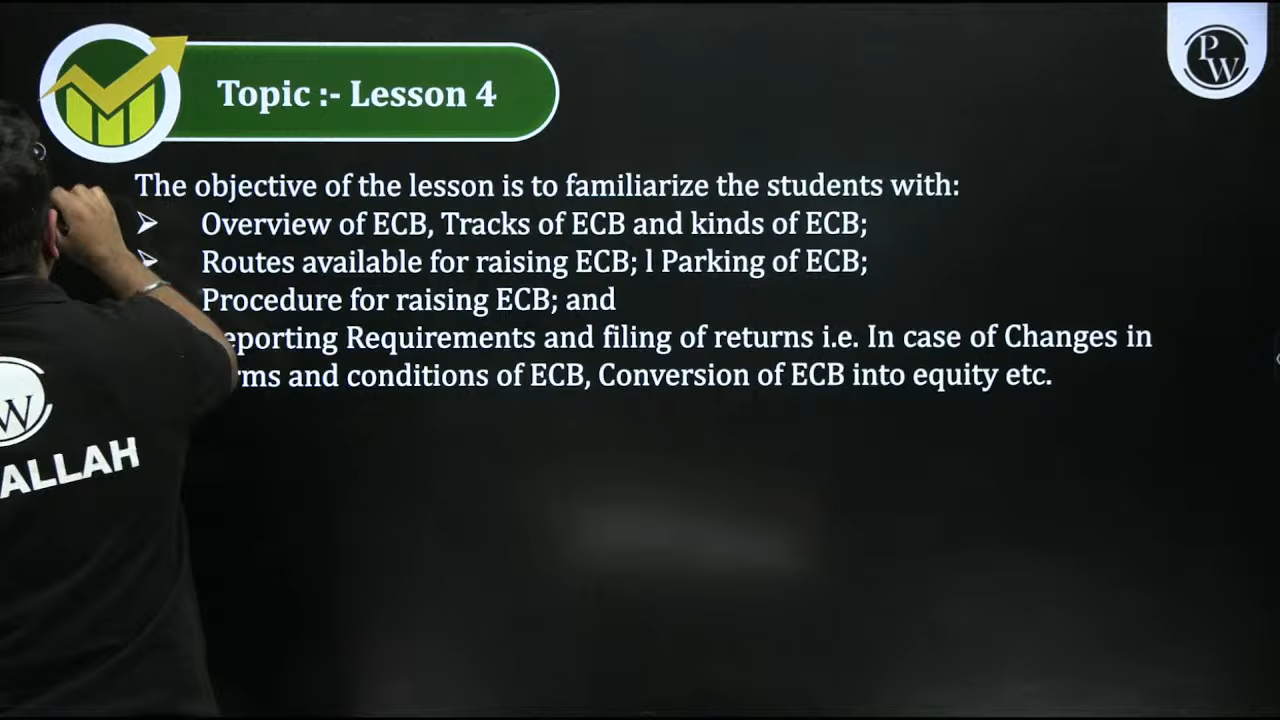 Topic :- Lesson 4
PW
The objective of the lesson is to familiarize the students with:
➢ Overview of ECB, Tracks of ECB and kinds of ECB;
➢ Routes available for raising ECB; l Parking of ECB;
Procedure for raising ECB; and
eporting Requirements and filing of returns i.e. In case of Changes in
rms and conditions of ECB, Conversion of ECB into equity etc.
W
ALLAH